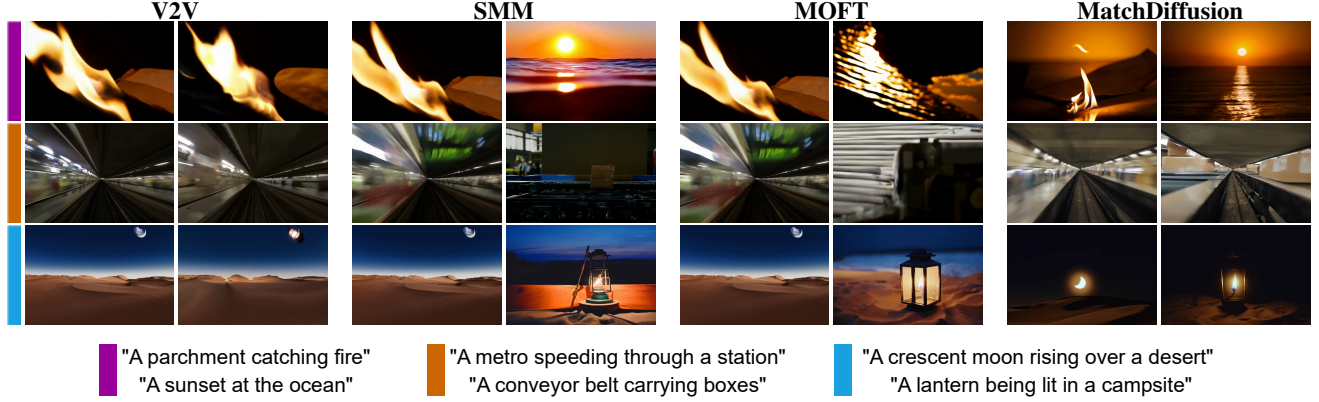 V2V SMM MOFT MatchDiffusion
"A parchment catching fire" "A metro speeding through a station" "A crescent moon rising over a desert"
"A sunset at the ocean" "A conveyor belt carrying boxes" "A lantern being lit in a campsite"